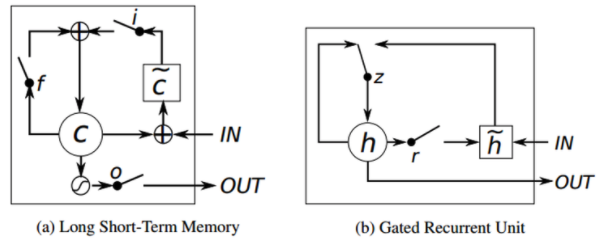 i
f
c̃
c
IN
o
OUT
z
h
r
h̃
IN
OUT
(a) Long Short-Term Memory
(b) Gated Recurrent Unit